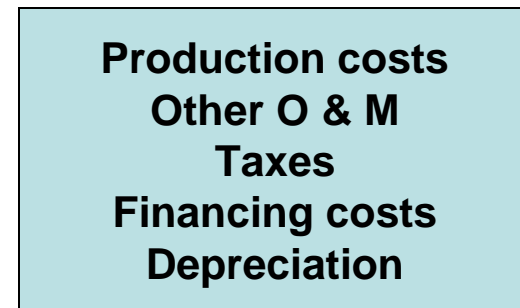 Production costs
Other O & M
Taxes
Financing costs
Depreciation